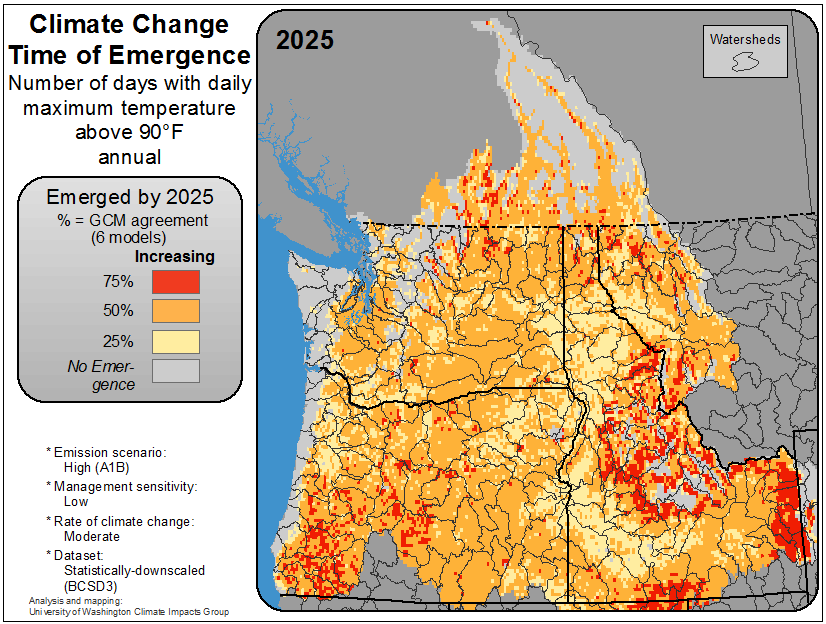 Climate Change
Time of Emergence
Number of days with daily
maximum temperature
above 90°F
annual
Emerged by 2025
% = GCM agreement
(6 models)
Increasing
75%
50%
25%
No Emer-
gence
* Emission scenario:
High (A1B)
* Management sensitivity:
Low
* Rate of climate change:
Moderate
* Dataset:
Statistically-downscaled
(BCSD3)
Analysis and mapping:
University of Washington Climate Impacts Group
2025
Watersheds